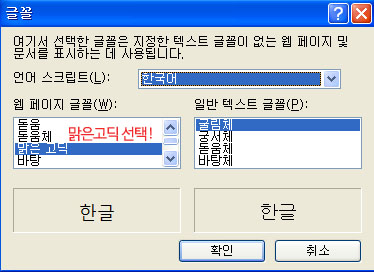 글꼴
여기서 선택한 글꼴은 지정한 텍스트 글꼴이 없는 웹 페이지 및
문서를 표시하는 데 사용됩니다.
언어 스크립트(L): 한국어
웹 페이지 글꼴(W): 일반 텍스트 글꼴(P):
돋움
돋움체
맑은 고딕
바탕
맑은고딕 선택!
굴림체
궁서체
돋움체
바탕체
한글 한글
확인 취소